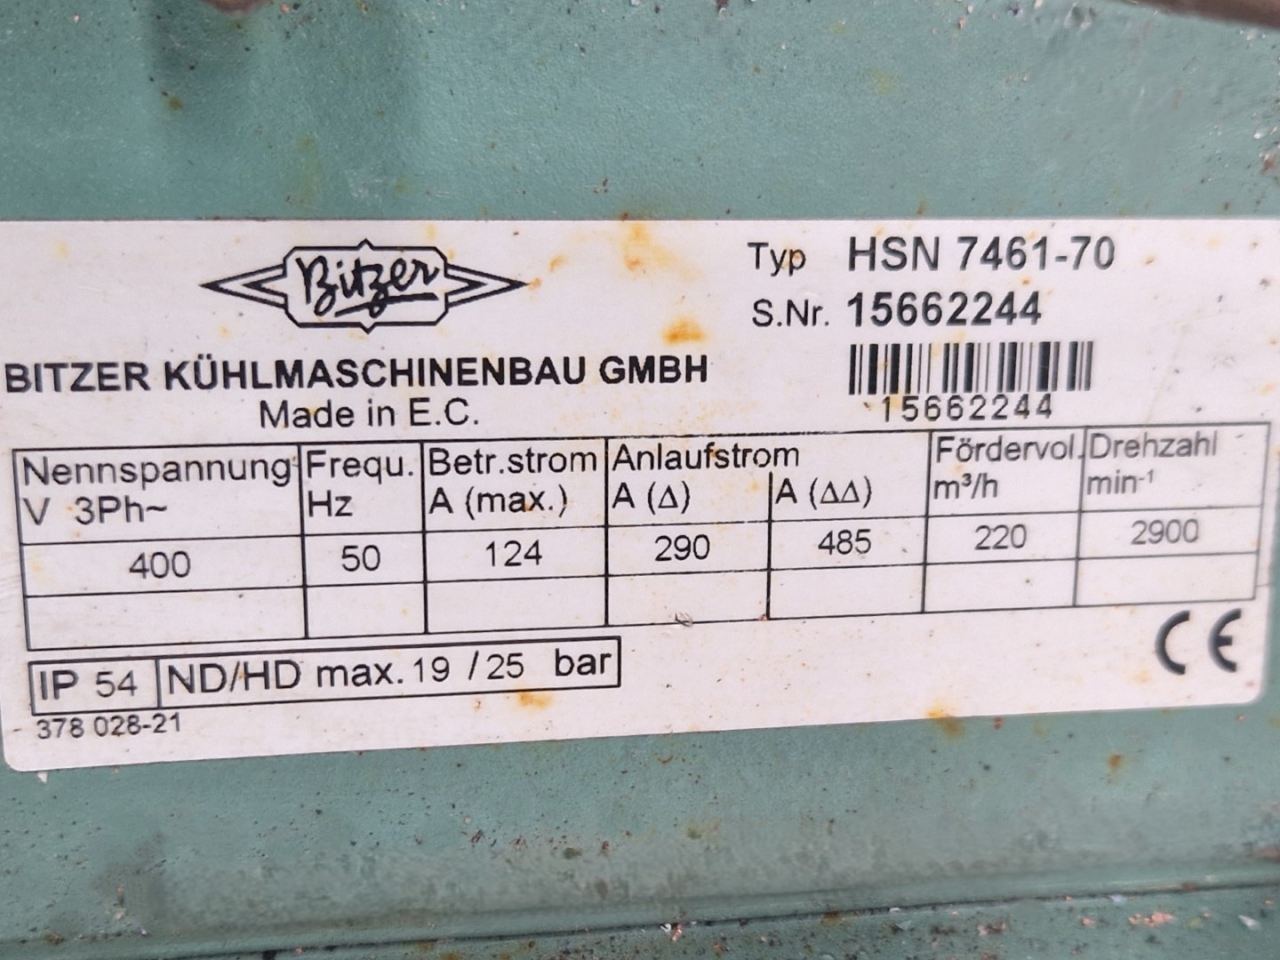 Bitzer
Typ HSN 7461-70
S.Nr. 15662244
BITZER KÜHLMASCHINENBAU GMBH
Made in E.C.
15662244
Nennspannung V 3Ph~ Frequ. Hz Betr.strom A (max.) Anlaufstrom A (Δ) A (ΔΔ) Fördervol. m³/h Drehzahl min-¹
400 50 124 290 485 220 2900
IP 54 ND/HD max. 19 / 25 bar
CE
378 028-21